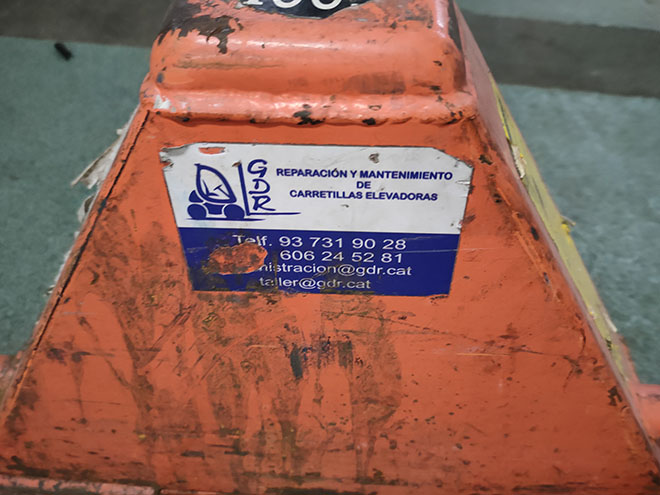 GDR
REPARACIÓN Y MANTENIMIENTO
DE
CARRETILLAS ELEVADORAS
Telf. 93 731 90 28
606 24 52 81
taller@gdr.cat